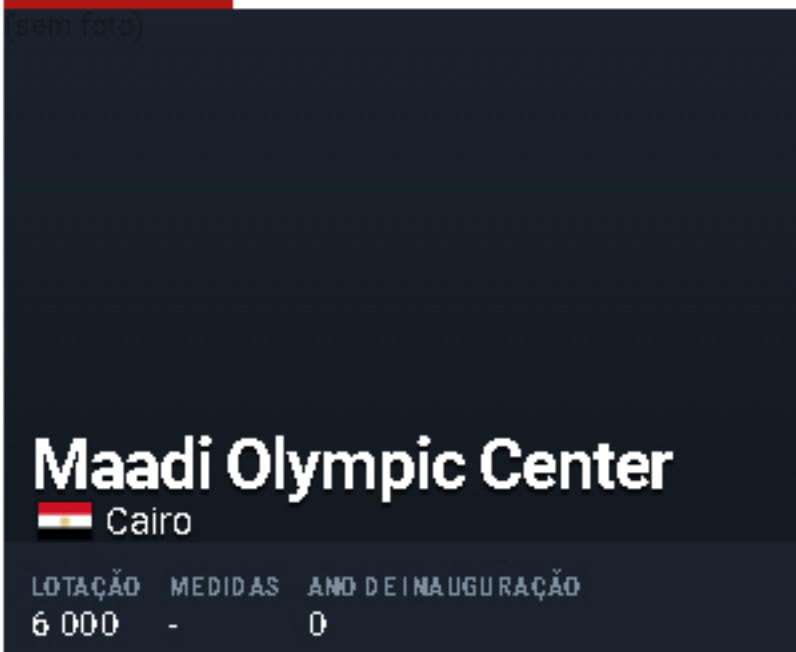 (sem foto)
Maadi Olympic Center
Cairo
LOTAÇÃO MEDIDAS ANO DE INAUGURAÇÃO
6 000 - 0